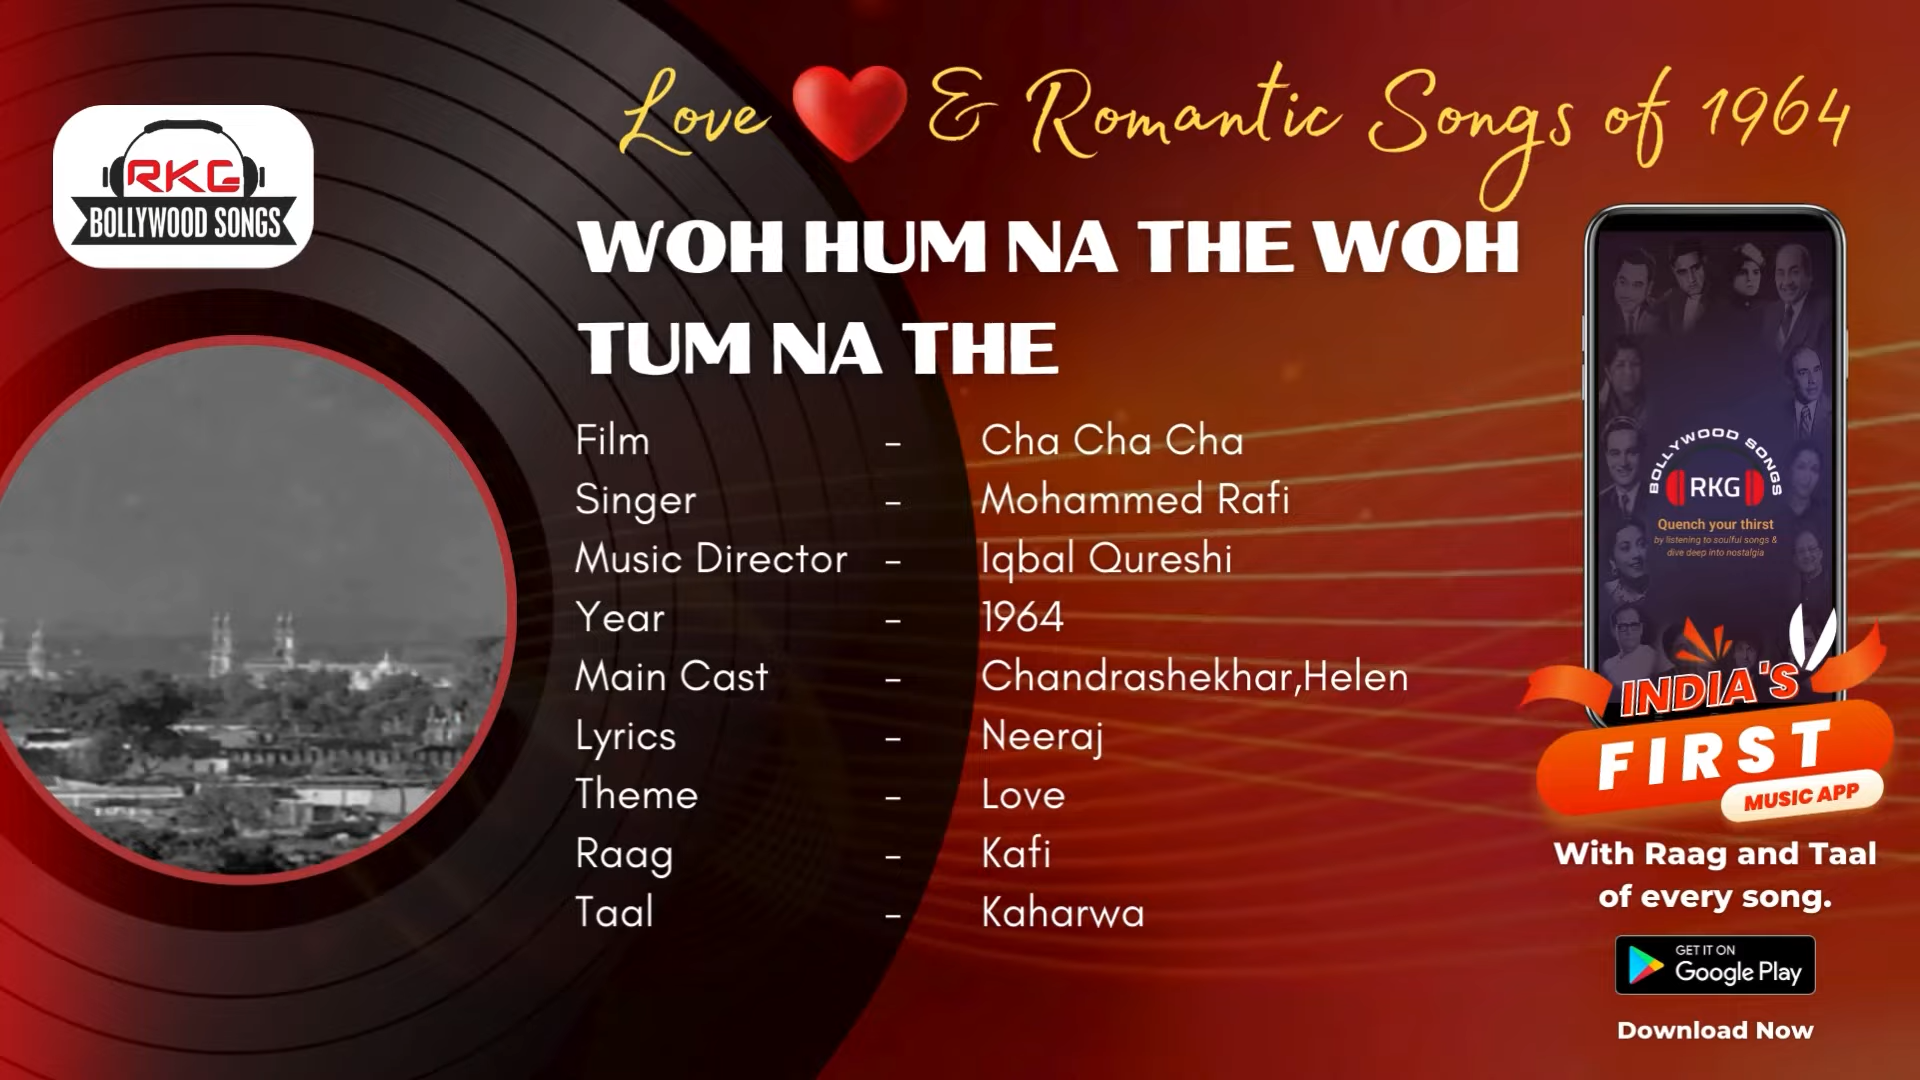 Love & Romantic Songs of 1964
RKG
BOLLYWOOD SONGS
WOH HUM NA THE WOH
TUM NA THE
Film - Cha Cha Cha
Singer - Mohammed Rafi
Music Director - Iqbal Qureshi
Year - 1964
Main Cast - Chandrashekhar,Helen
Lyrics - Neeraj
Theme - Love
Raag - Kafi
Taal - Kaharwa
BOLLYWOOD SONGS
RKG
Quench your thirst
by listening to soulful songs &
dive deep into nostalgia
INDIA'S
FIRST
MUSIC APP
With Raag and Taal
of every song.
GET IT ON
Google Play
Download Now